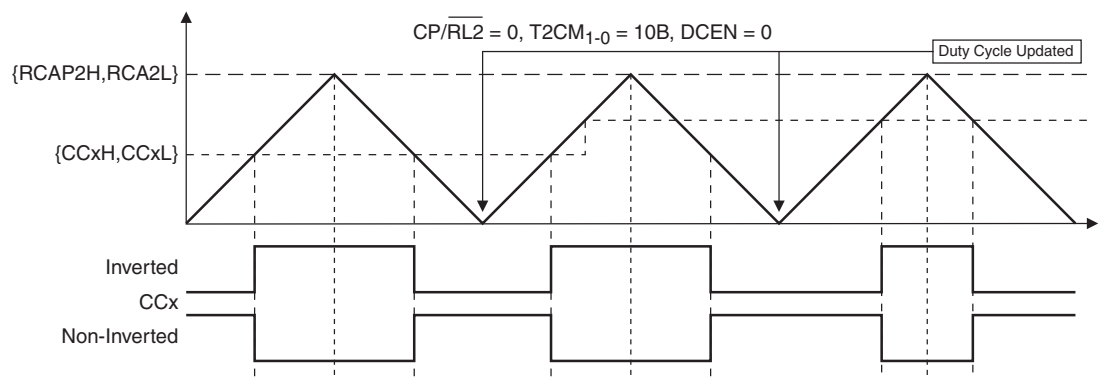 CP/RL2 = 0, T2CM1-0 = 10B, DCEN = 0
Duty Cycle Updated
{RCAP2H,RCA2L}
{CCxH,CCxL}
Inverted
CCx
Non-Inverted